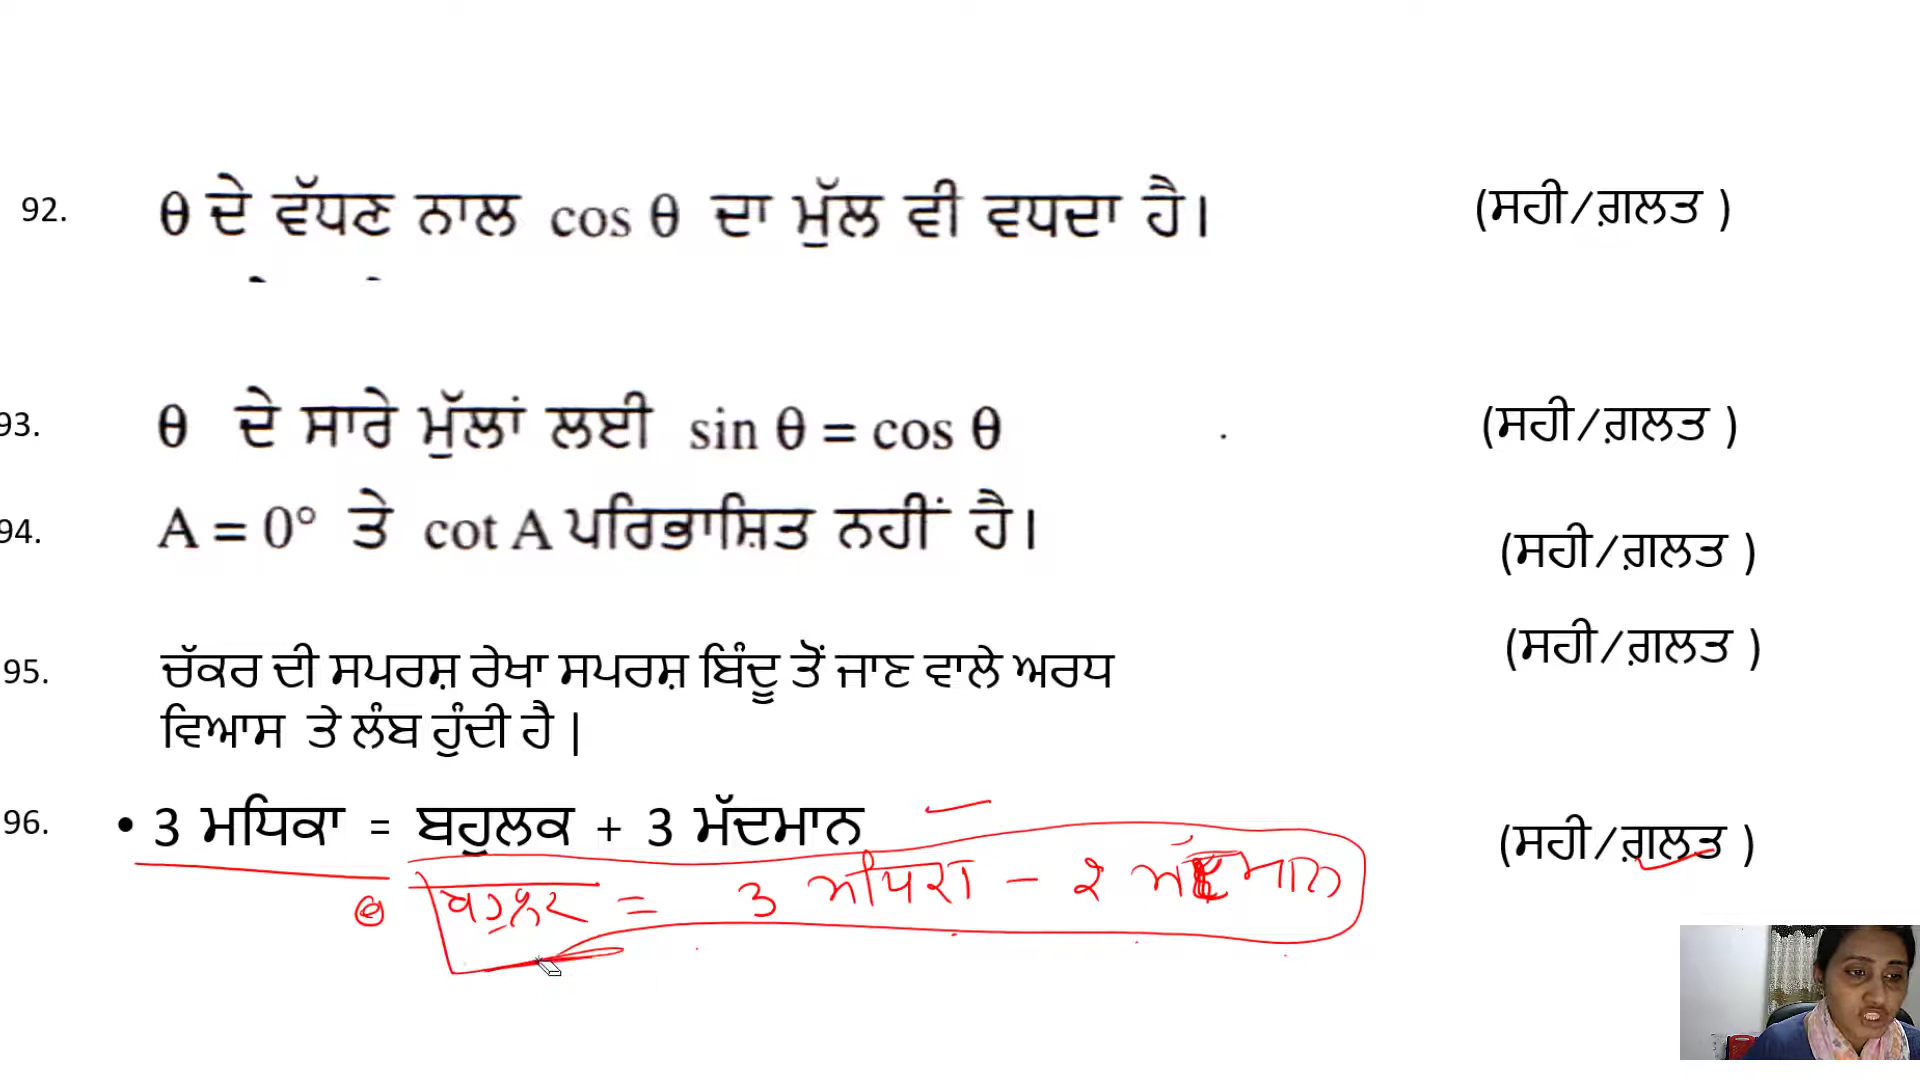 92. θ ਦੇ ਵੱਧਣ ਨਾਲ cos θ ਦਾ ਮੁੱਲ ਵੀ ਵਧਦਾ ਹੈ। (ਸਹੀ/ਗ਼ਲਤ )
93. θ ਦੇ ਸਾਰੇ ਮੁੱਲਾਂ ਲਈ sin θ = cos θ (ਸਹੀ/ਗ਼ਲਤ )
94. A = 0° ਤੇ cot A ਪਰਿਭਾਸ਼ਿਤ ਨਹੀਂ ਹੈ। (ਸਹੀ/ਗ਼ਲਤ )
95. ਚੱਕਰ ਦੀ ਸਪਰਸ਼ ਰੇਖਾ ਸਪਰਸ਼ ਬਿੰਦੂ ਤੋਂ ਜਾਣ ਵਾਲੇ ਅਰਧ (ਸਹੀ/ਗ਼ਲਤ )
ਵਿਆਸ ਤੇ ਲੰਬ ਹੁੰਦੀ ਹੈ |
96. • 3 ਮਧਿਕਾ = ਬਹੁਲਕ + 3 ਮੱਦਮਾਨ (ਸਹੀ/ਗ਼ਲਤ )
ਬਹੁਲਕ = 3 ਮਧਿਕਾ - 2 ਮੱਧਮਾਨ